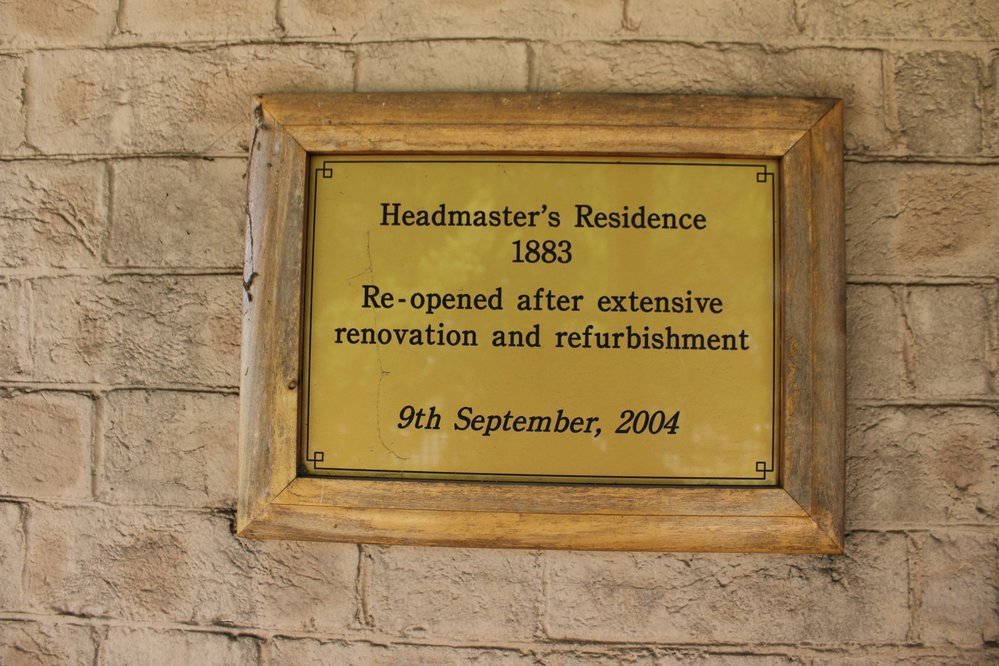 Headmaster's Residence
1883
Re-opened after extensive
renovation and refurbishment
9th September, 2004